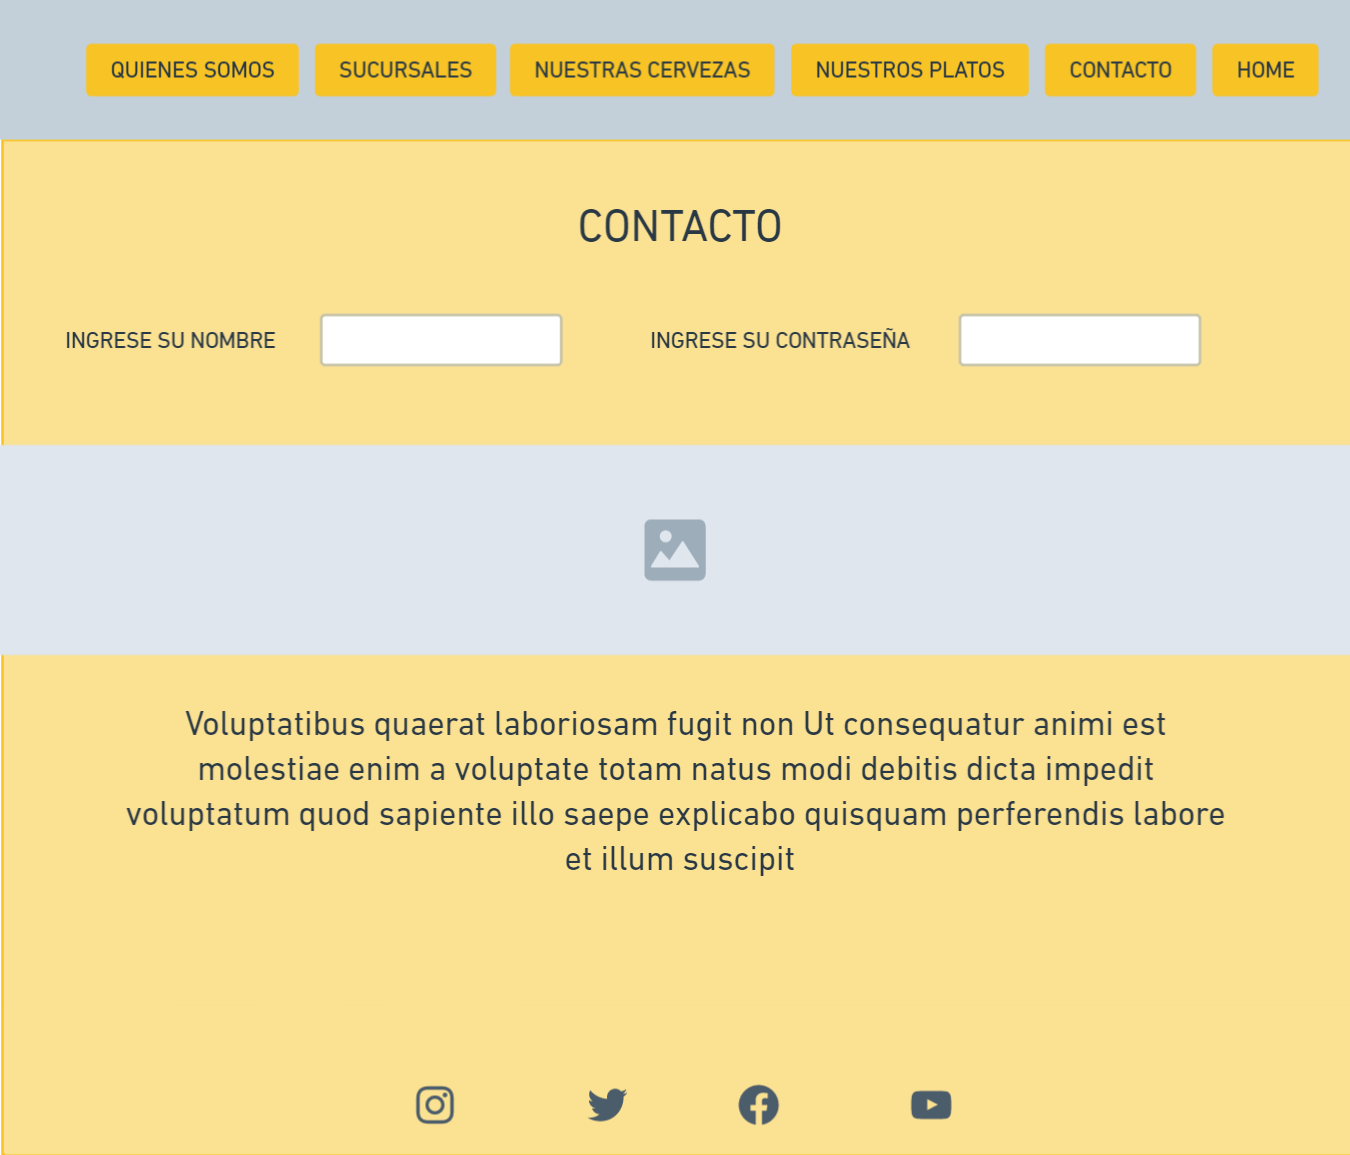 QUIENES SOMOS
SUCURSALES
NUESTRAS CERVEZAS
NUESTROS PLATOS
CONTACTO
HOME
CONTACTO
INGRESE SU NOMBRE
INGRESE SU CONTRASEÑA
Voluptatibus quaerat laboriosam fugit non Ut consequatur animi est
molestiae enim a voluptate totam natus modi debitis dicta impedit
voluptatum quod sapiente illo saepe explicabo quisquam perferendis labore
et illum suscipit